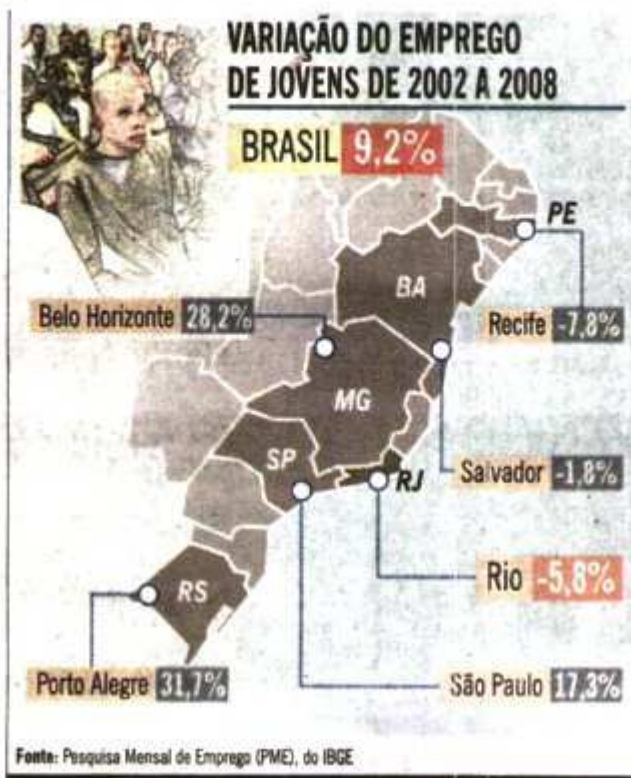 VARIAÇÃO DO EMPREGO
DE JOVENS DE 2002 A 2008
BRASIL 9,2%
PE
BA
Belo Horizonte 28,2%
Recife -7,8%
MG
SP
RJ
Salvador -1,8%
Rio -5,8%
RS
Porto Alegre 31,7%
São Paulo 17,3%
Fonte: Pesquisa Mensal de Emprego (PME), do IBGE